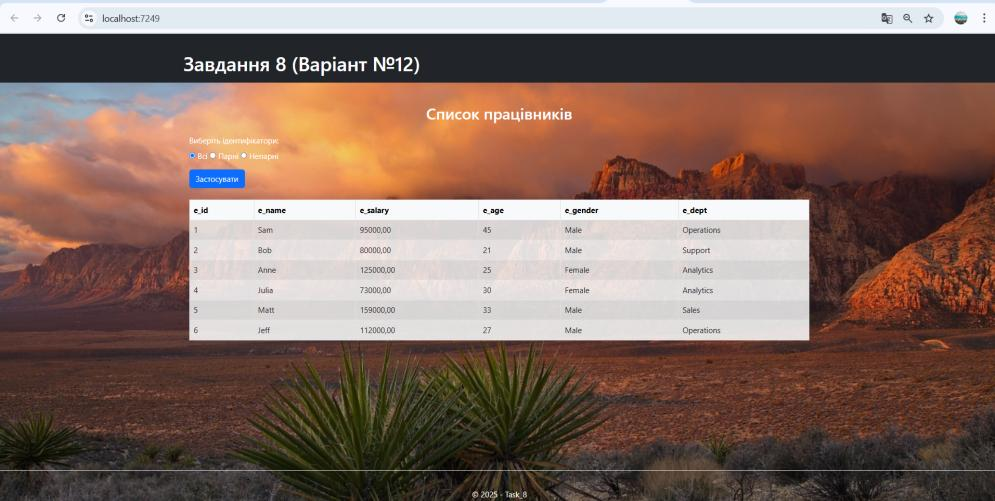 localhost:7249
Завдання 8 (Варіант №12)
Список працівників
Виберіть ідентифікатори:
Всі Парні Непарні
Застосувати
e_id e_name e_salary e_age e_gender e_dept
1 Sam 95000,00 45 Male Operations
2 Bob 80000,00 21 Male Support
3 Anne 125000,00 25 Female Analytics
4 Julia 73000,00 30 Female Analytics
5 Matt 159000,00 33 Male Sales
6 Jeff 112000,00 27 Male Operations
© 2025 - Task_8